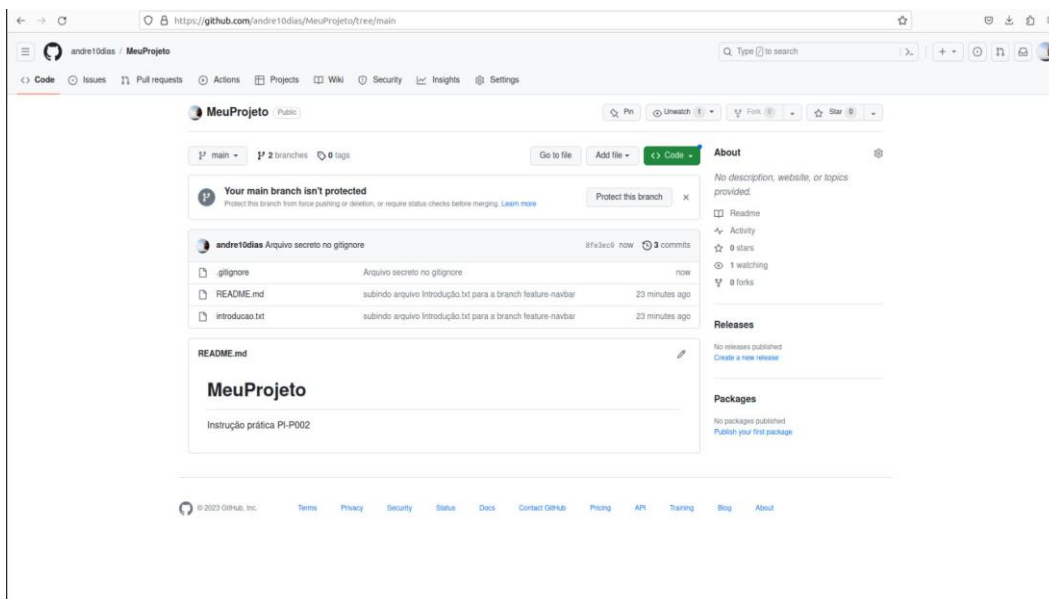 https://github.com/andre10dias/MeuProjeto/tree/main
andre10dias / MeuProjeto
Type / to search
Code Issues Pull requests Actions Projects Wiki Security Insights Settings
MeuProjeto Public
Pin Unwatch 1 Fork 0 Star 0
main 2 branches 0 tags Go to file Add file <> Code
Your main branch isn't protected
Protect this branch from force pushing or deletion, or require status checks before merging. Learn more
Protect this branch
andre10dias Arquivo secreto no gitignore 8fe3ec0 now 3 commits
.gitignore Arquivo secreto no gitignore now
README.md subindo arquivo Introdução.txt para a branch feature-navbar 23 minutes ago
introducao.txt subindo arquivo Introdução.txt para a branch feature-navbar 23 minutes ago
README.md
MeuProjeto
Instrução prática PI-P002
About
No description, website, or topics
provided.
Readme
Activity
0 stars
1 watching
0 forks
Releases
No releases published
Create a new release
Packages
No packages published
Publish your first package
© 2023 GitHub, Inc. Terms Privacy Security Status Docs Contact GitHub Pricing API Training Blog About